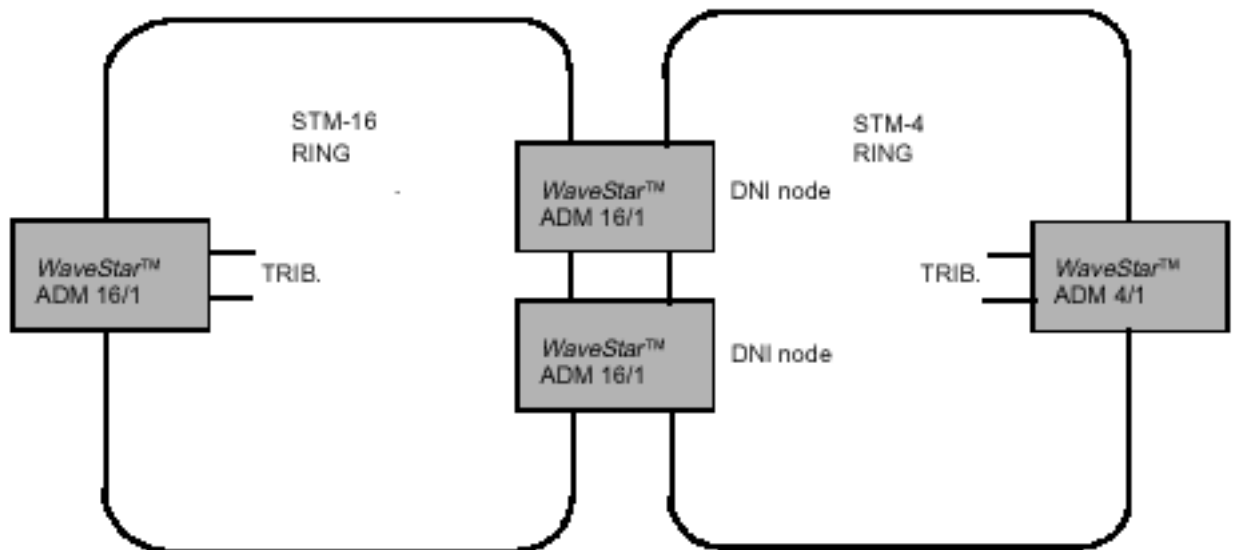 STM-16
RING
STM-4
RING
WaveStar™
ADM 16/1
DNI node
WaveStar™
ADM 16/1
TRIB.
TRIB.
WaveStar™
ADM 4/1
WaveStar™
ADM 16/1
DNI node